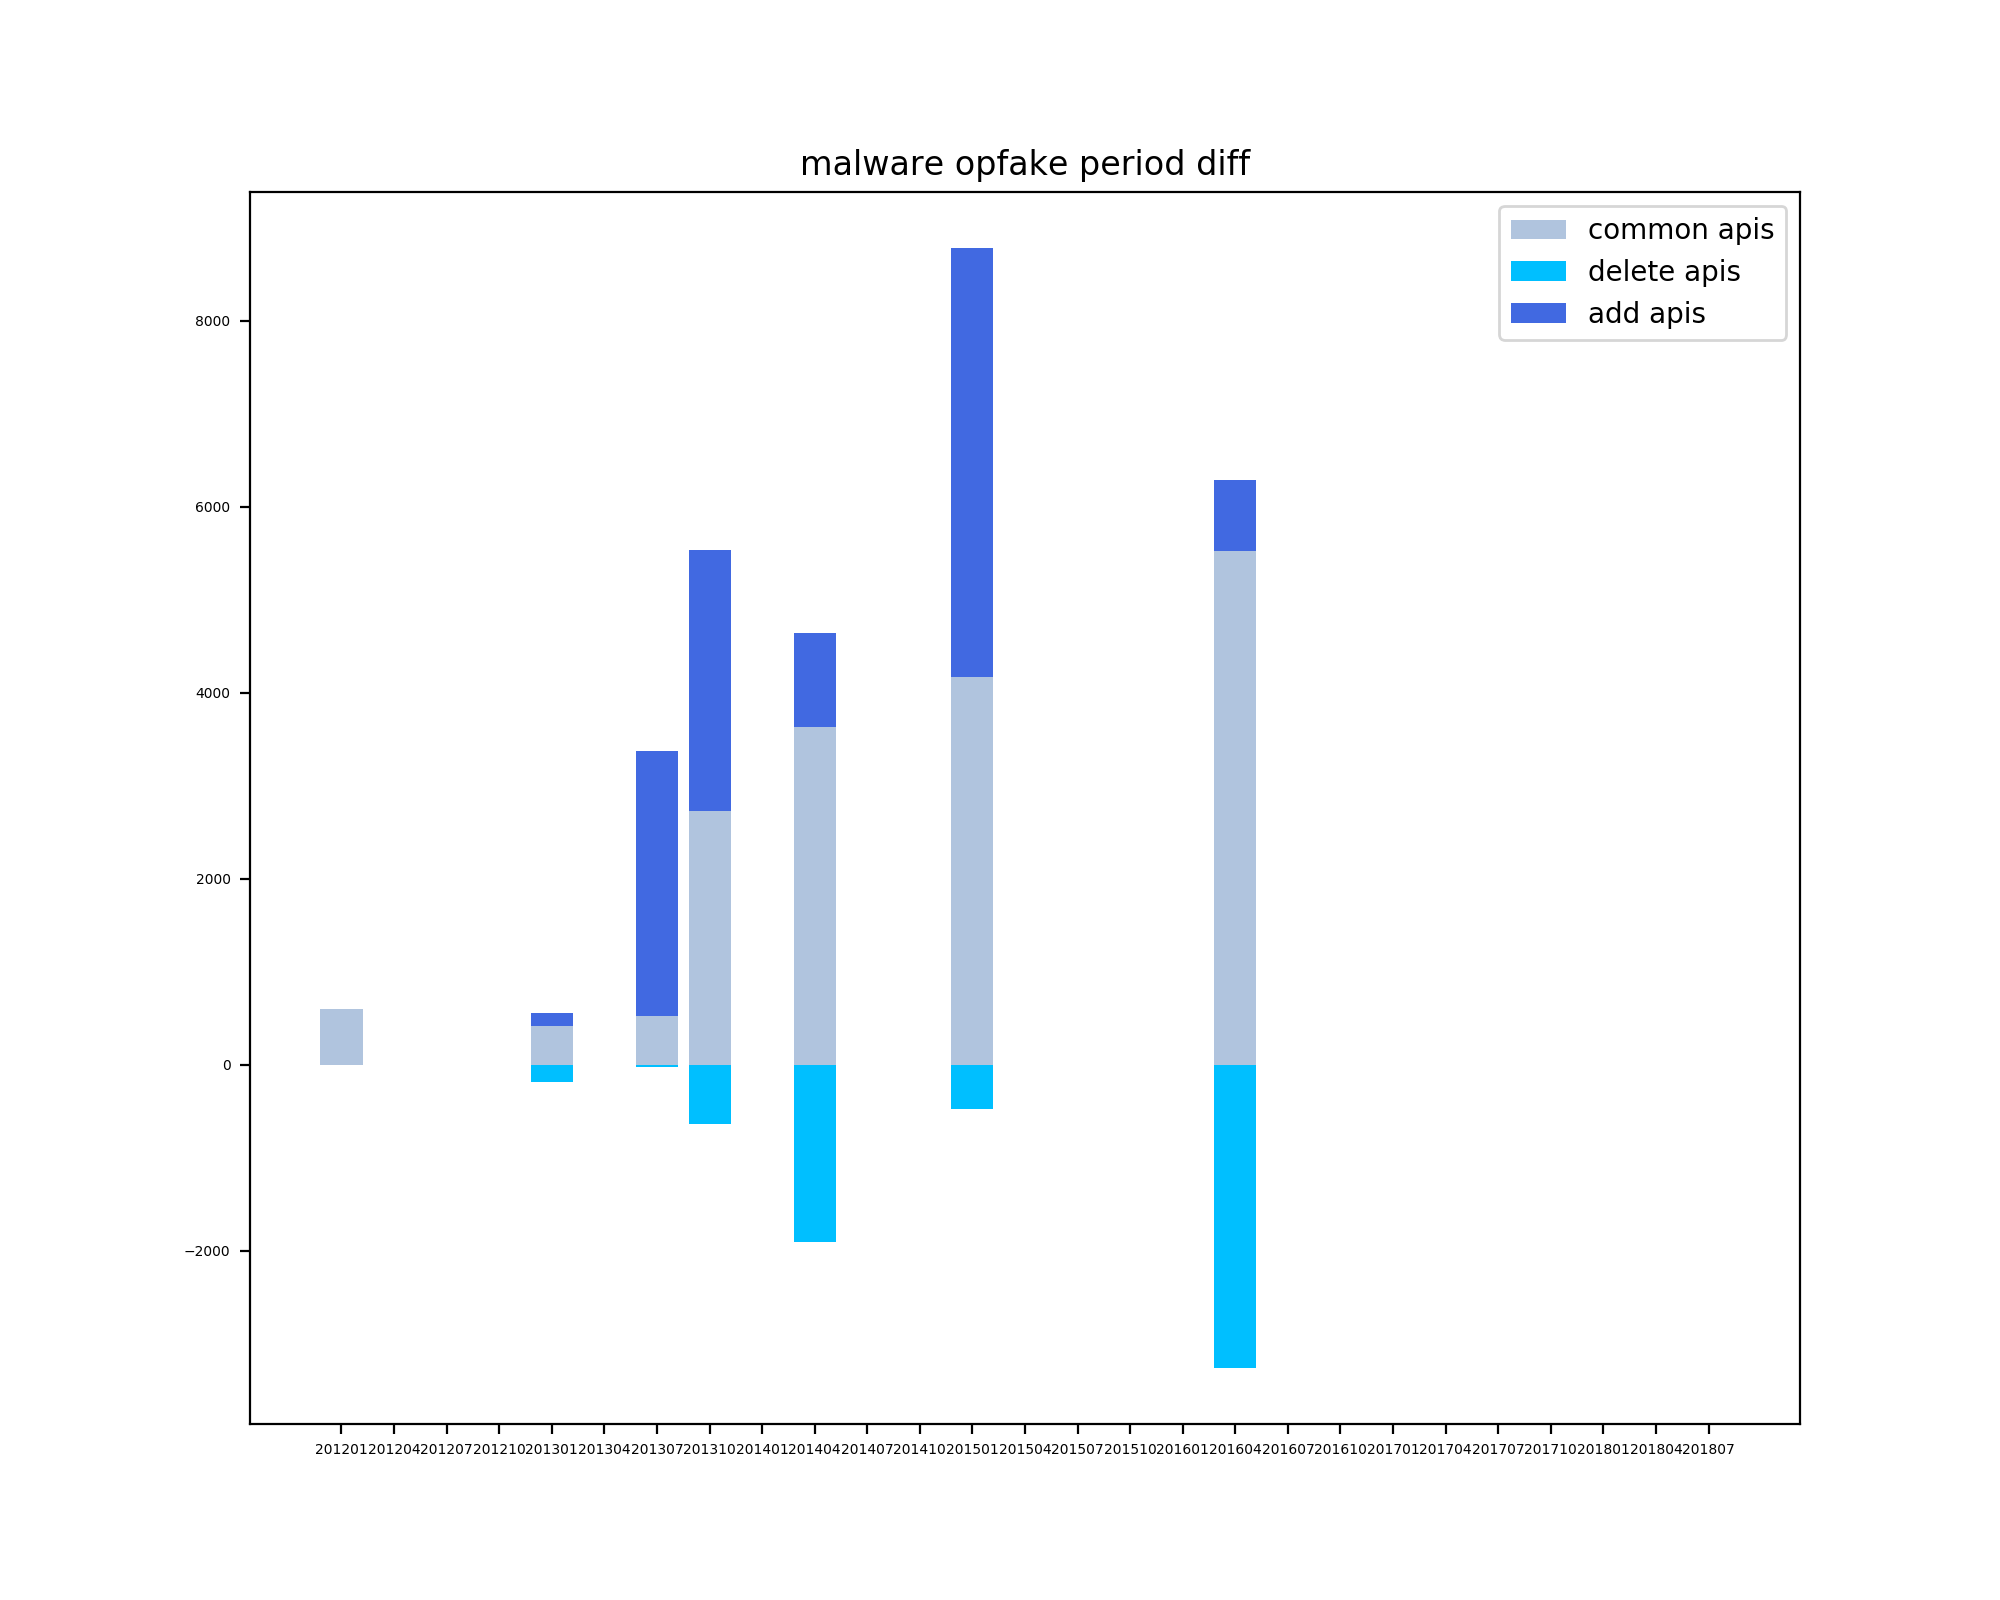 malware opfake period diff
common apis
delete apis
add apis
8000
6000
4000
2000
0
−2000
201201201204201207201210201301201304201307201310201401201404201407201410201501201504201507201510201601201604201607201610201701201704201707201710201801201804201807